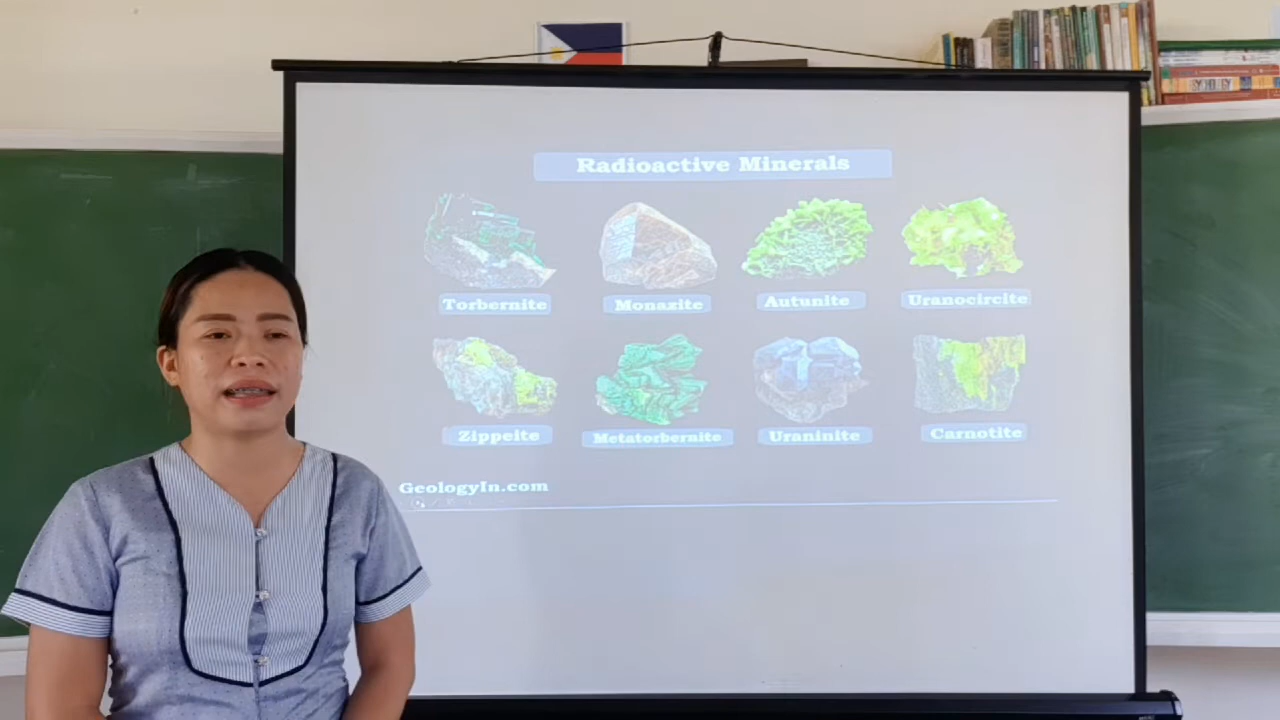 Radioactive Minerals
Torbernite Monazite Autunite Uranocircite
Zippeite Metatorbernite Uraninite Carnotite
GeologyIn.com